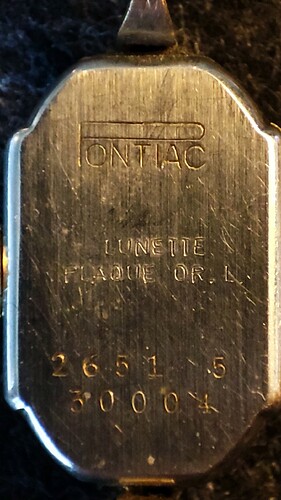 PONTIAC
LUNETTE
PLAQUE OR.L
2651 5
30004